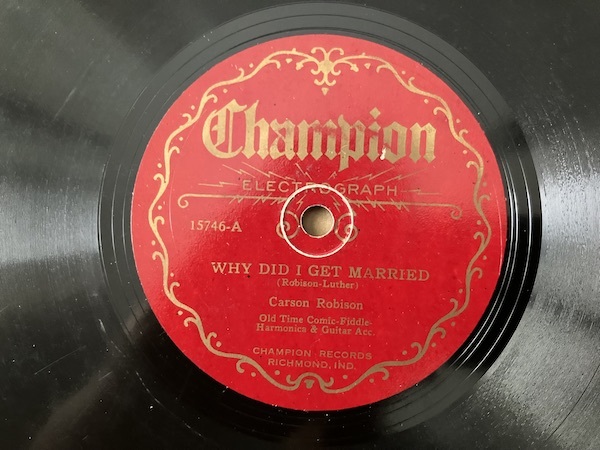 Champion
ELECTROGRAPH
15746-A
WHY DID I GET MARRIED
(Robison-Luther)
Carson Robison
Old Time Comic-Fiddle-
Harmonics & Guitar Acc.
CHAMPION RECORDS
RICHMOND, IND.